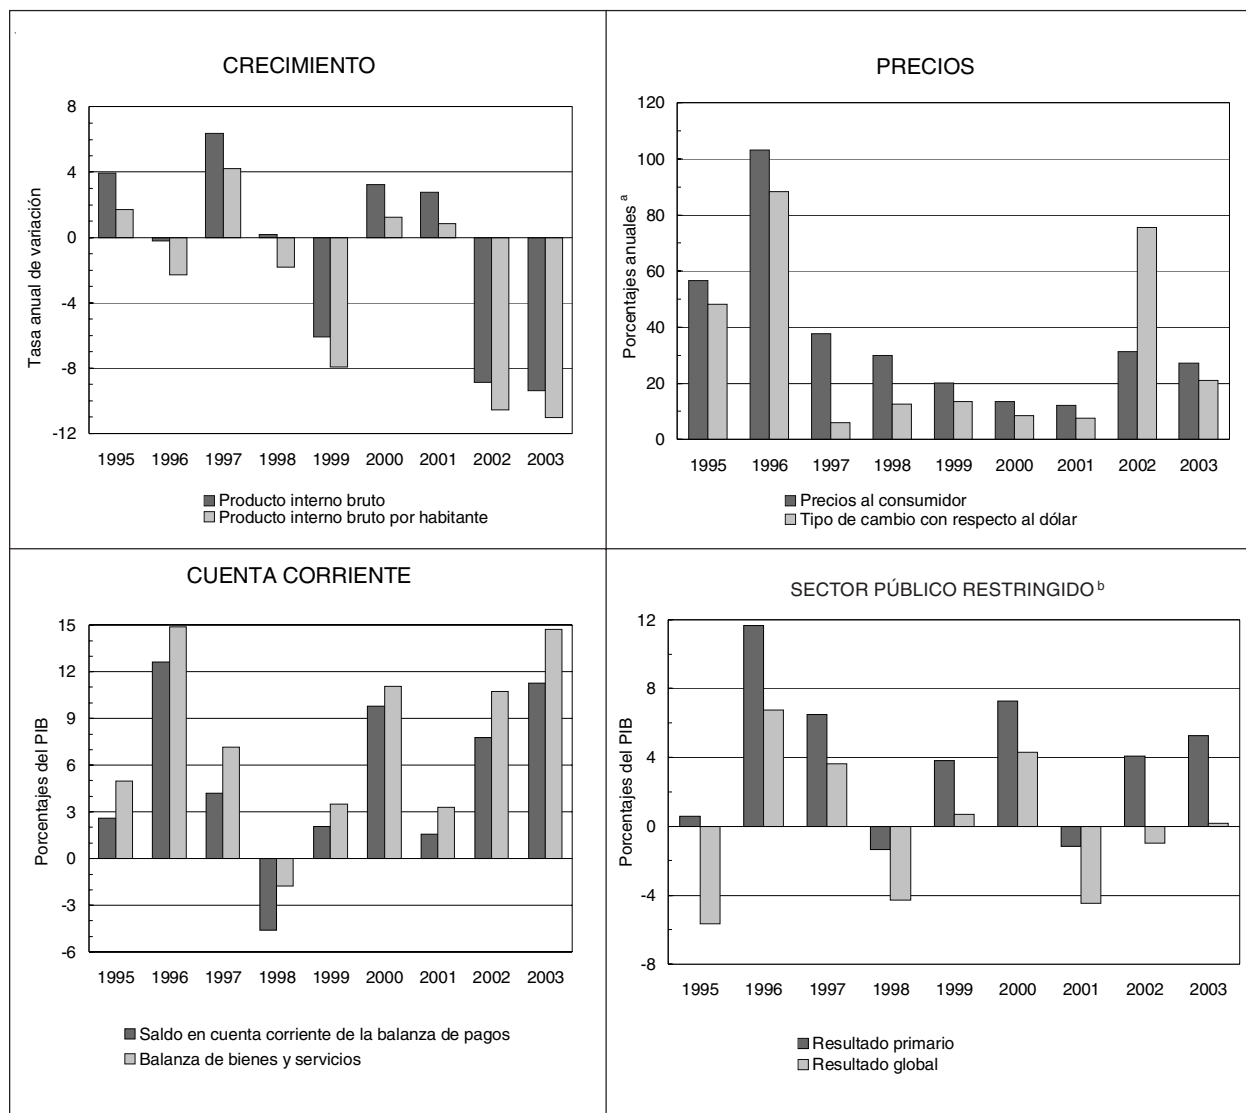 CRECIMIENTO
Tasa anual de variación
8
4
0
-4
-8
-12
1995 1996 1997 1998 1999 2000 2001 2002 2003
Producto interno bruto
Producto interno bruto por habitante
PRECIOS
Porcentajes anuales a
120
100
80
60
40
20
0
1995 1996 1997 1998 1999 2000 2001 2002 2003
Precios al consumidor
Tipo de cambio con respecto al dólar
CUENTA CORRIENTE
Porcentajes del PIB
15
12
9
6
3
0
-3
-6
1995 1996 1997 1998 1999 2000 2001 2002 2003
Saldo en cuenta corriente de la balanza de pagos
Balanza de bienes y servicios
SECTOR PÚBLICO RESTRINGIDO b
Porcentajes del PIB
12
8
4
0
-4
-8
1995 1996 1997 1998 1999 2000 2001 2002 2003
Resultado primario
Resultado global